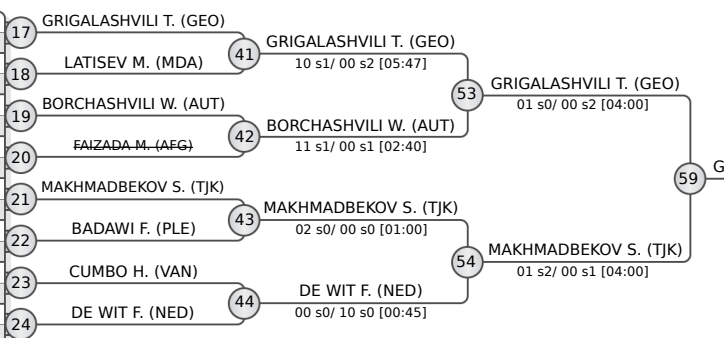 17
GRIGALASHVILI T. (GEO)
18
LATISEV M. (MDA)
41
GRIGALASHVILI T. (GEO)
10 s1/ 00 s2 [05:47]
19
BORCHASHVILI W. (AUT)
20
FAIZADA M. (AFG)
42
BORCHASHVILI W. (AUT)
11 s1/ 00 s1 [02:40]
53
GRIGALASHVILI T. (GEO)
01 s0/ 00 s2 [04:00]
21
MAKHMADBEKOV S. (TJK)
22
BADAWI F. (PLE)
43
MAKHMADBEKOV S. (TJK)
02 s0/ 00 s0 [01:00]
23
CUMBO H. (VAN)
24
DE WIT F. (NED)
44
DE WIT F. (NED)
00 s0/ 10 s0 [00:45]
54
MAKHMADBEKOV S. (TJK)
01 s2/ 00 s1 [04:00]
59
G